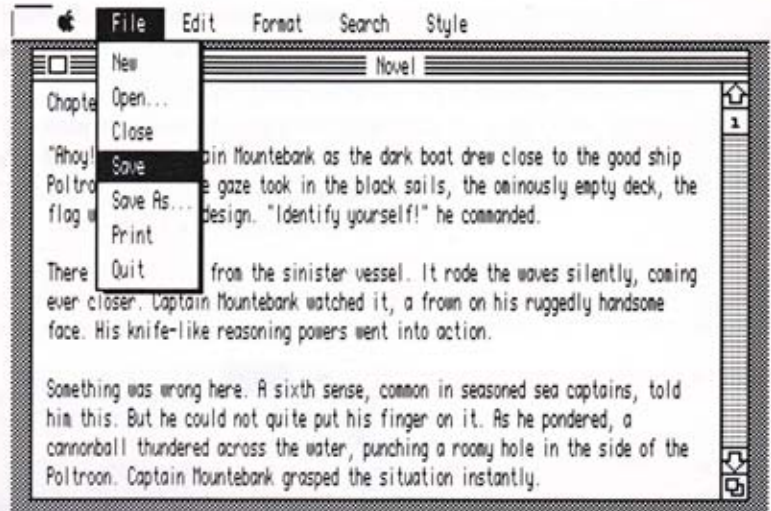 File Edit Format Search Style
Novel
New
Open...
Close
Save
Save As...
Print
Quit
Chapte
1
"Ahoy! ain Mountebank as the dark boat drew close to the good ship
Poltro e gaze took in the black sails, the ominously empty deck, the
flag w design. "Identify yourself!" he commanded.
There from the sinister vessel. It rode the waves silently, coming
ever closer. Captain Mountebank watched it, a frown on his ruggedly handsome
face. His knife-like reasoning powers went into action.
Something was wrong here. A sixth sense, common in seasoned sea captains, told
him this. But he could not quite put his finger on it. As he pondered, a
cannonball thundered across the water, punching a roomy hole in the side of the
Poltroon. Captain Mountebank grasped the situation instantly.